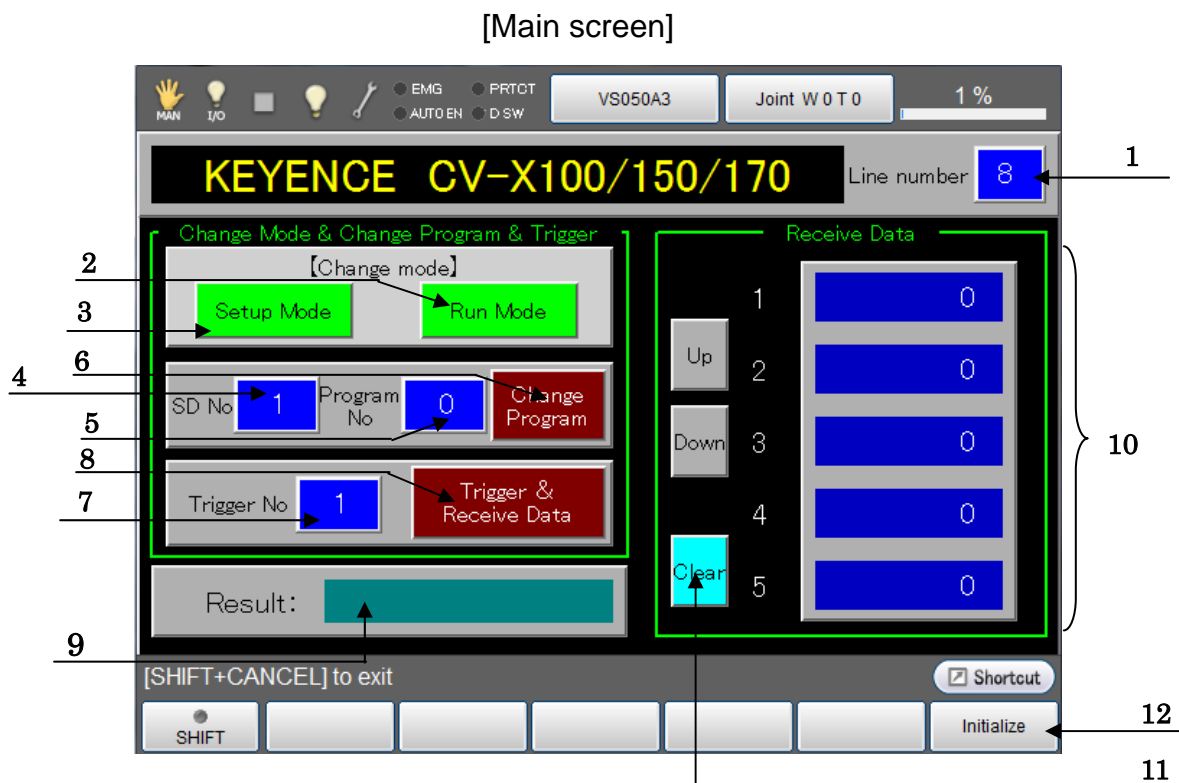 [Main screen]
MAN
I/O
EMG
PRTCT
AUTO EN
D SW
VS050A3
Joint W 0 T 0
1 %
KEYENCE CV-X100/150/170
Line number
8
1
Change Mode & Change Program & Trigger
【Change mode】
2
Setup Mode
Run Mode
3
6
4
SD No
1
Program
No
0
Change
Program
5
8
Trigger No
1
Trigger &
Receive Data
7
Result:
9
Receive Data
1
0
Up
2
0
Down
3
0
4
0
Clear
5
0
10
[SHIFT+CANCEL] to exit
Shortcut
SHIFT
Initialize
12
11